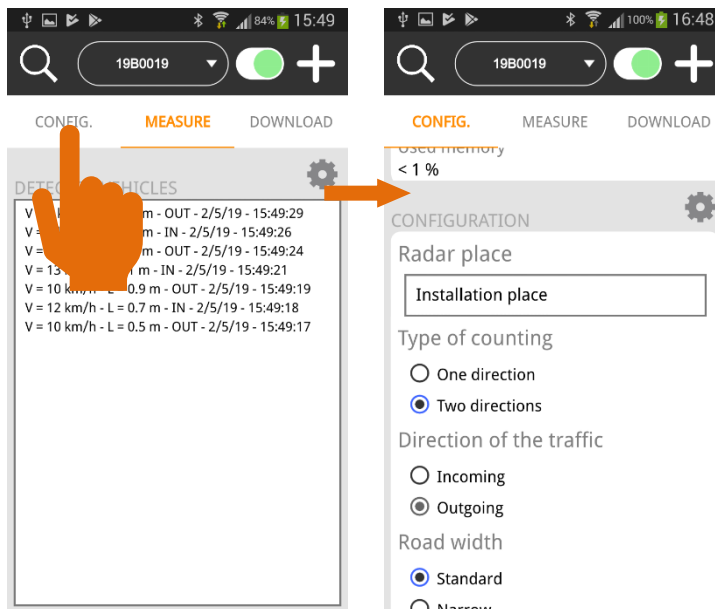 84% 15:49
19B0019
CONFIG. MEASURE DOWNLOAD
V = 13 m - IN - 2/5/19 - 15:49:21
V = 10 km/h - L = 0.9 m - OUT - 2/5/19 - 15:49:19
V = 12 km/h - L = 0.7 m - IN - 2/5/19 - 15:49:18
V = 10 km/h - L = 0.5 m - OUT - 2/5/19 - 15:49:17
m - OUT - 2/5/19 - 15:49:29
m - IN - 2/5/19 - 15:49:26
m - OUT - 2/5/19 - 15:49:24
100% 16:48
19B0019
CONFIG. MEASURE DOWNLOAD
Used memory
< 1 %
CONFIGURATION
Radar place
Installation place
Type of counting
One direction
Two directions
Direction of the traffic
Incoming
Outgoing
Road width
Standard
Narrow